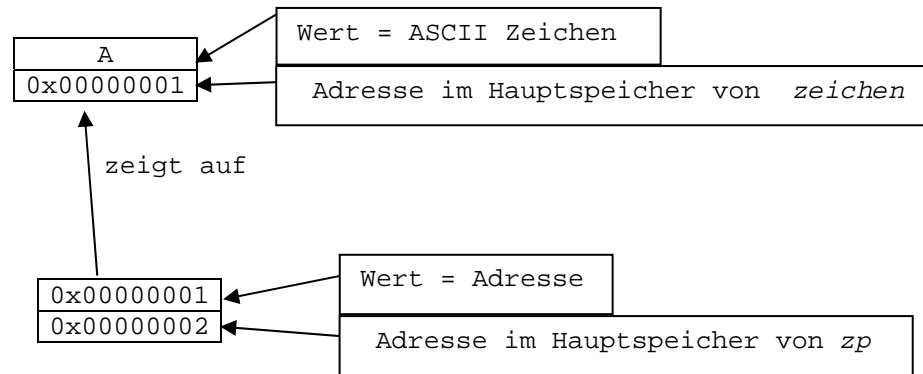 Wert = ASCII Zeichen
A
0x00000001
Adresse im Hauptspeicher von zeichen
zeigt auf
Wert = Adresse
0x00000001
0x00000002
Adresse im Hauptspeicher von zp